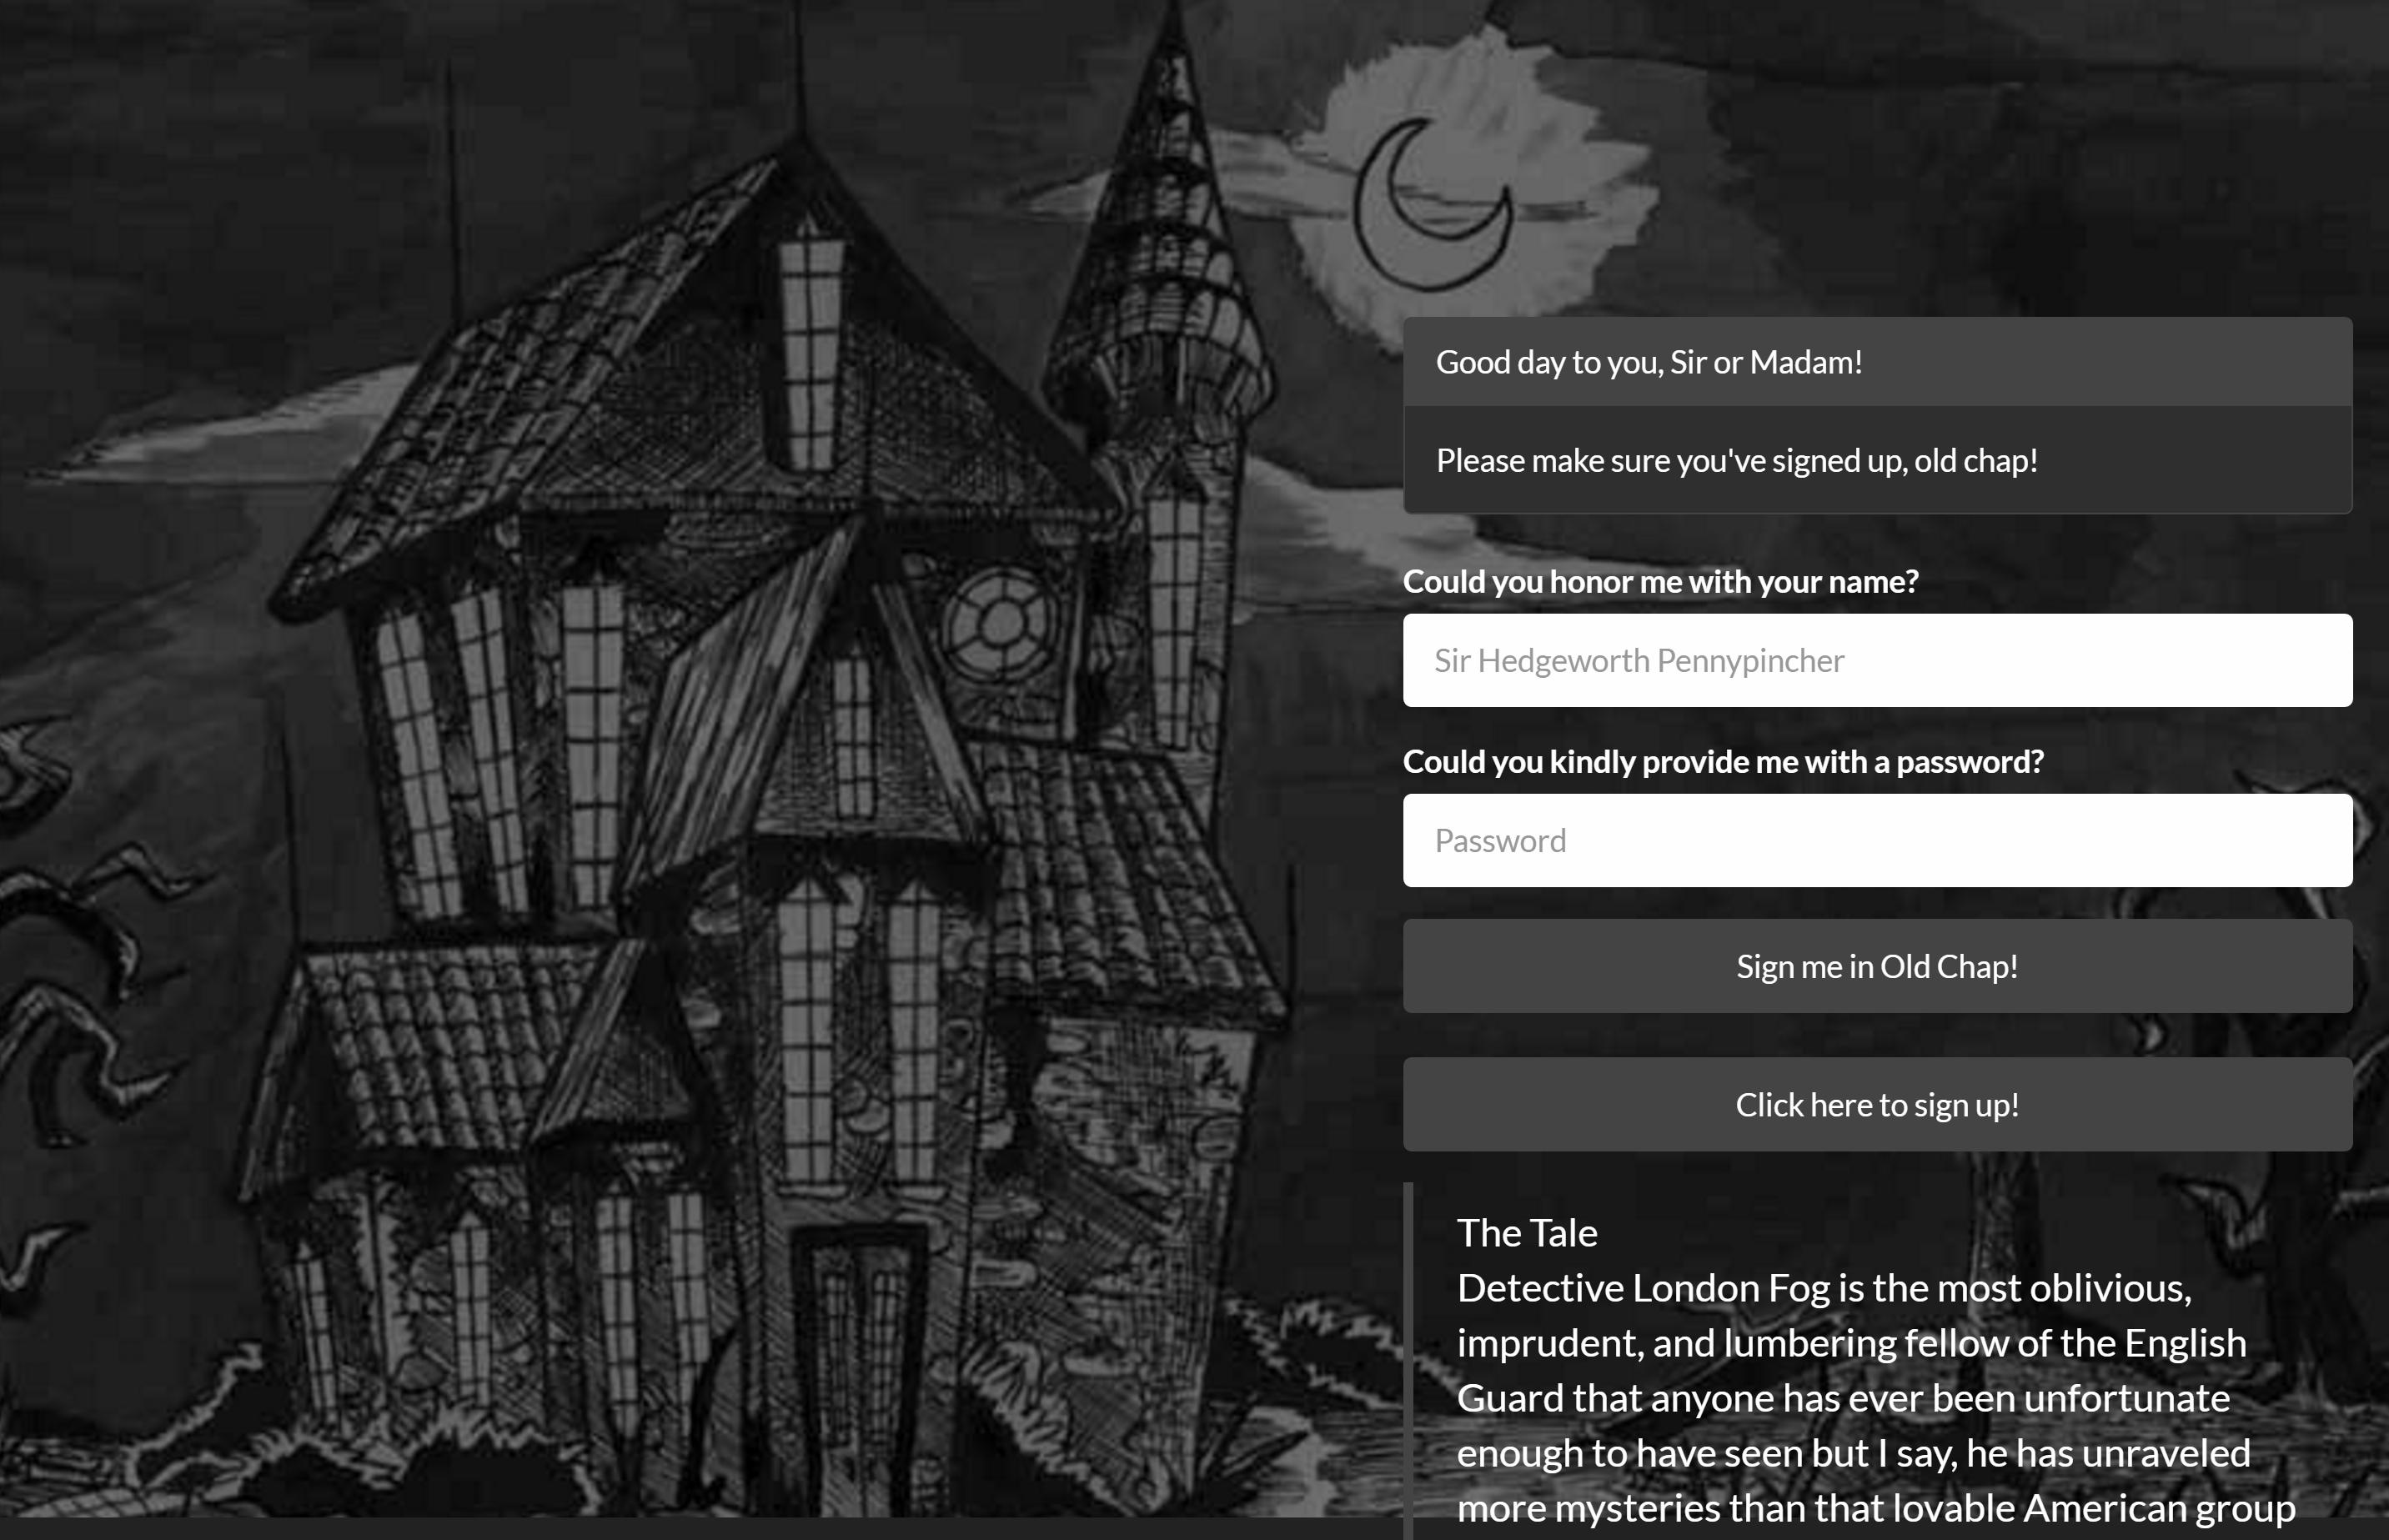 Good day to you, Sir or Madam!
Please make sure you've signed up, old chap!
Could you honor me with your name?
Sir Hedgeworth Pennypincher
Could you kindly provide me with a password?
Password
Sign me in Old Chap!
Click here to sign up!
The Tale
Detective London Fog is the most oblivious,
imprudent, and lumbering fellow of the English
Guard that anyone has ever been unfortunate
enough to have seen but I say, he has unraveled
more mysteries than that lovable American group